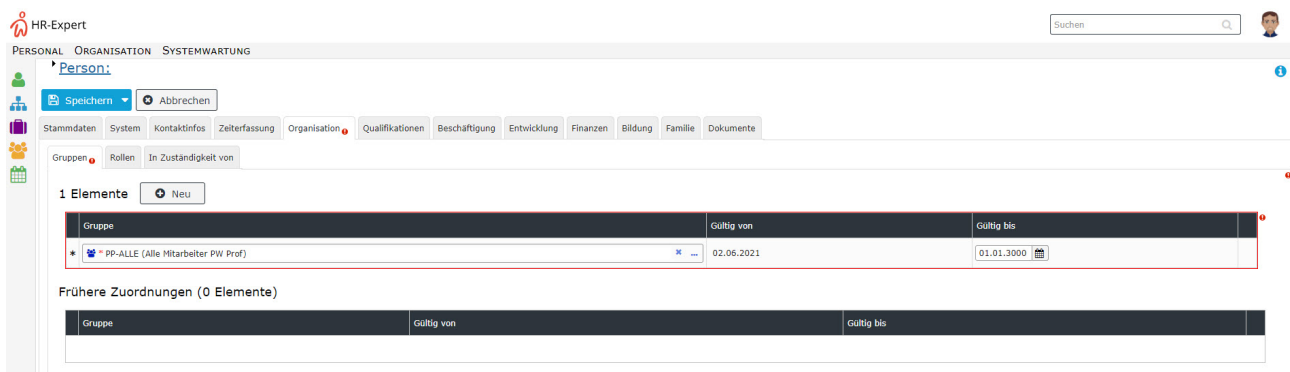 HR-Expert
Suchen
PERSONAL ORGANISATION SYSTEMWARTUNG
Person:
Speichern Abbrechen
Stammdaten System Kontaktinfos Zeiterfassung Organisation Qualifikationen Beschäftigung Entwicklung Finanzen Bildung Familie Dokumente
Gruppen Rollen In Zuständigkeit von
1 Elemente Neu
Gruppe Gültig von Gültig bis
* * PP-ALLE (Alle Mitarbeiter PW Prof) ... 02.06.2021 01.01.3000
Frühere Zuordnungen (0 Elemente)
Gruppe Gültig von Gültig bis